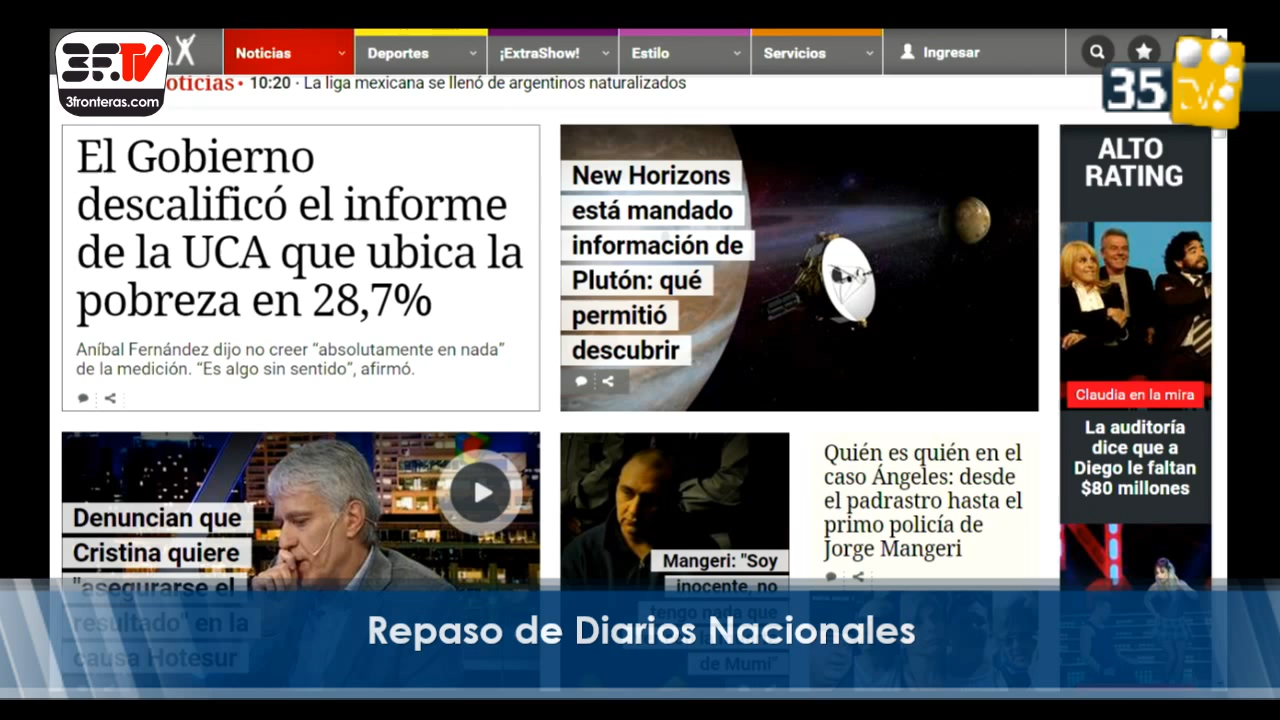 3F.TV
3fronteras.com
Noticias
Deportes
¡ExtraShow!
Estilo
Servicios
Ingresar
35
TV
oticias • 10:20 · La liga mexicana se llenó de argentinos naturalizados
El Gobierno
descalificó el informe
de la UCA que ubica la
pobreza en 28,7%
Aníbal Fernández dijo no creer “absolutamente en nada”
de la medición. “Es algo sin sentido”, afirmó.
New Horizons
está mandado
información de
Plutón: qué
permitió
descubrir
ALTO
RATING
Claudia en la mira
La auditoría
dice que a
Diego le faltan
$80 millones
Denuncian que
Cristina quiere
"asegurarse el
resultado" en la
causa Hotesur
Mangeri: "Soy
inocente, no
tengo nada que
de Mumi"
Quién es quién en el
caso Ángeles: desde
el padrastro hasta el
primo policía de
Jorge Mangeri
Repaso de Diarios Nacionales